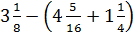 3 1/8 − (4 5/16 + 1 1/4)